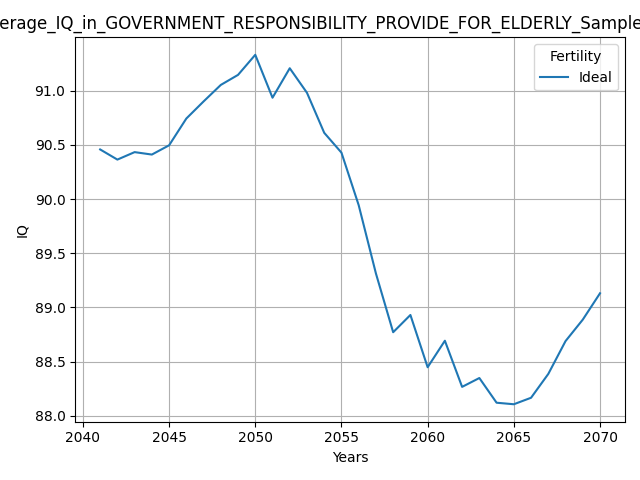 erage_IQ_in_GOVERNMENT_RESPONSIBILITY_PROVIDE_FOR_ELDERLY_Sample
Fertility
Ideal
91.0
90.5
90.0
89.5
89.0
88.5
88.0
IQ
2040 2045 2050 2055 2060 2065 2070
Years